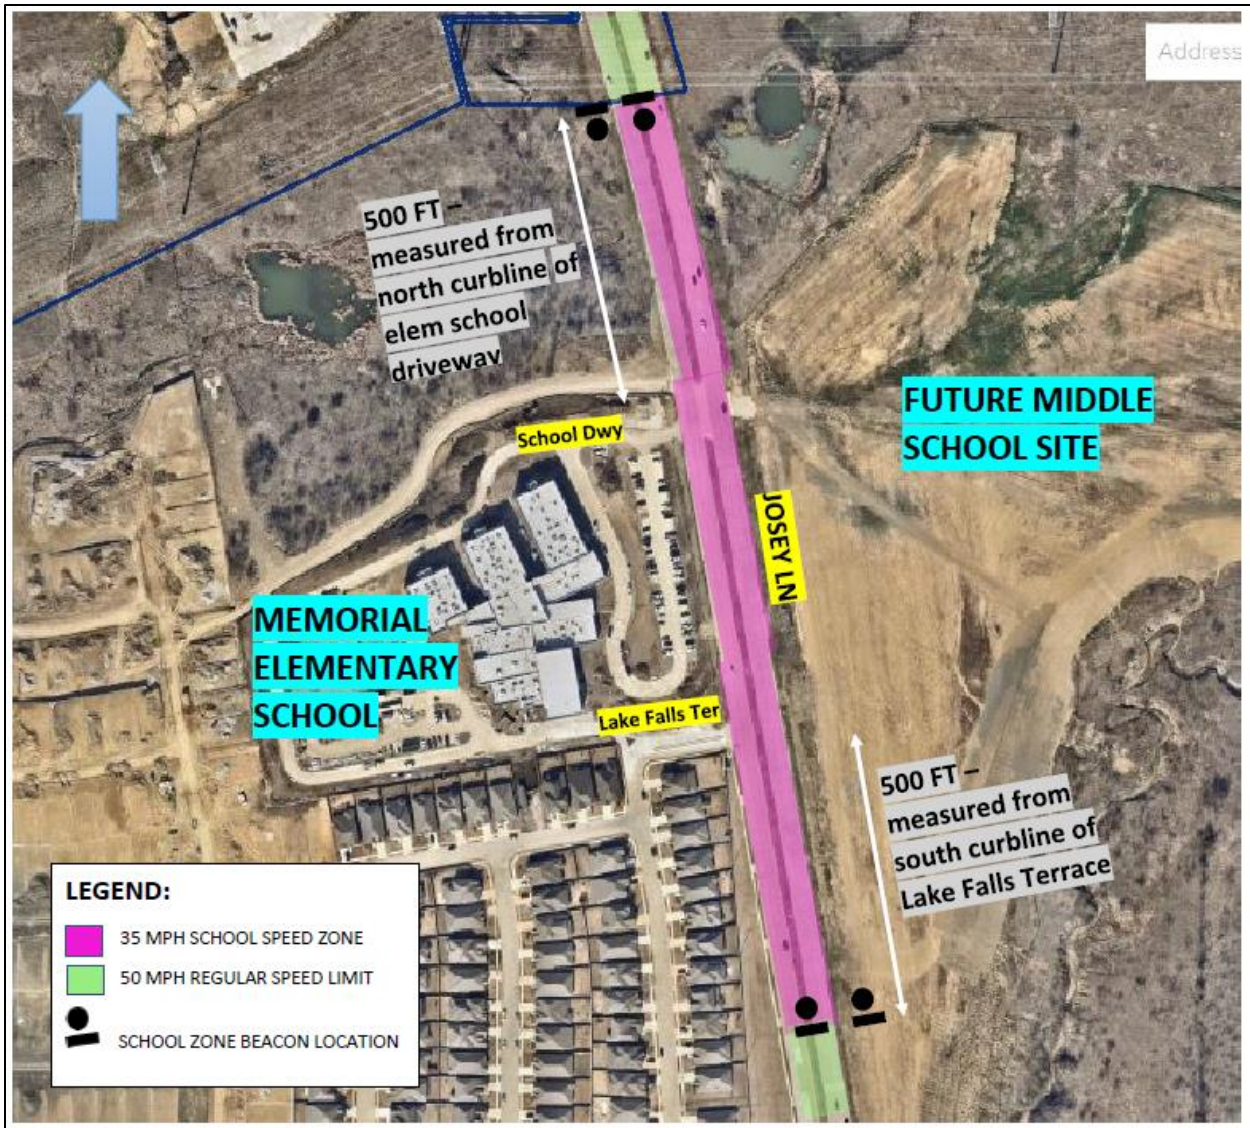 Address
500 FT –
measured from
north curbline of
elem school
driveway
FUTURE MIDDLE
SCHOOL SITE
School Dwy
JOSEY LN
MEMORIAL
ELEMENTARY
SCHOOL
Lake Falls Ter
500 FT –
measured from
south curbline of
Lake Falls Terrace
LEGEND:
35 MPH SCHOOL SPEED ZONE
50 MPH REGULAR SPEED LIMIT
SCHOOL ZONE BEACON LOCATION